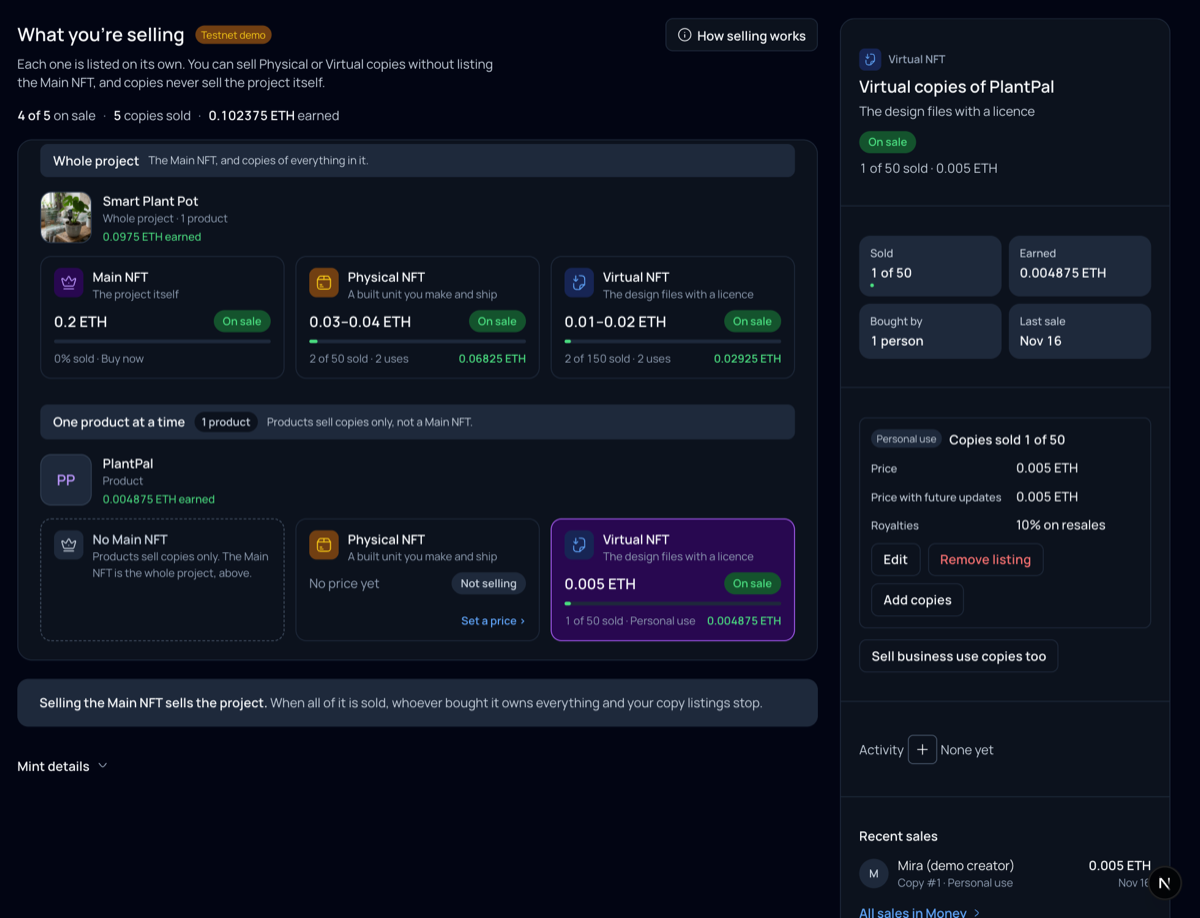 What you're selling
Testnet demo
How selling works
Each one is listed on its own. You can sell Physical or Virtual copies without listing
the Main NFT, and copies never sell the project itself.
4 of 5 on sale · 5 copies sold · 0.102375 ETH earned
Whole project The Main NFT, and copies of everything in it.
Smart Plant Pot
Whole project · 1 product
0.0975 ETH earned
Main NFT
The project itself
0.2 ETH
On sale
0% sold · Buy now
Physical NFT
A built unit you make and ship
0.03–0.04 ETH
On sale
2 of 50 sold · 2 uses
0.06825 ETH
Virtual NFT
The design files with a licence
0.01–0.02 ETH
On sale
2 of 150 sold · 2 uses
0.02925 ETH
One product at a time 1 product Products sell copies only, not a Main NFT.
PP
PlantPal
Product
0.004875 ETH earned
No Main NFT
Products sell copies only. The Main
NFT is the whole project, above.
Physical NFT
A built unit you make and ship
No price yet
Not selling
Set a price ›
Virtual NFT
The design files with a licence
0.005 ETH
On sale
1 of 50 sold · Personal use
0.004875 ETH
Selling the Main NFT sells the project. When all of it is sold, whoever bought it owns everything and your copy listings stop.
Mint details
Virtual NFT
Virtual copies of PlantPal
The design files with a licence
On sale
1 of 50 sold · 0.005 ETH
Sold
1 of 50
Earned
0.004875 ETH
Bought by
1 person
Last sale
Nov 16
Personal use Copies sold 1 of 50
Price 0.005 ETH
Price with future updates 0.005 ETH
Royalties 10% on resales
Edit
Remove listing
Add copies
Sell business use copies too
Activity + None yet
Recent sales
M
Mira (demo creator)
0.005 ETH
Copy #1 · Personal use
Nov 16
N
All sales in Money ›